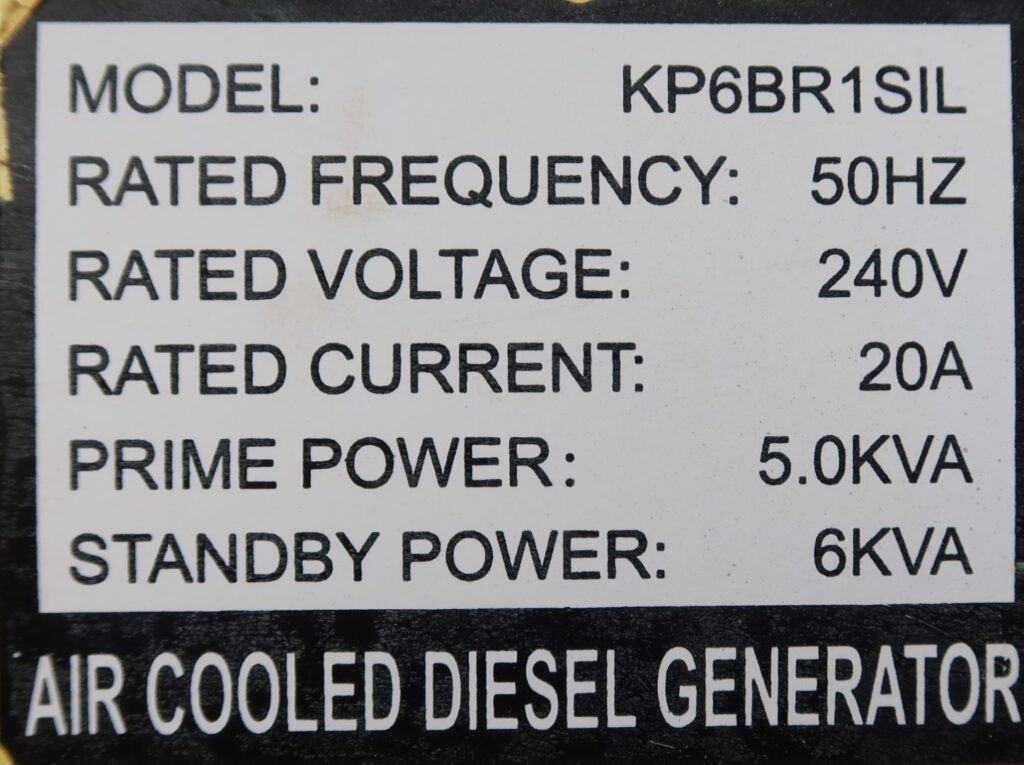 MODEL: KP6BR1SIL
RATED FREQUENCY: 50HZ
RATED VOLTAGE: 240V
RATED CURRENT: 20A
PRIME POWER: 5.0KVA
STANDBY POWER: 6KVA
AIR COOLED DIESEL GENERATOR